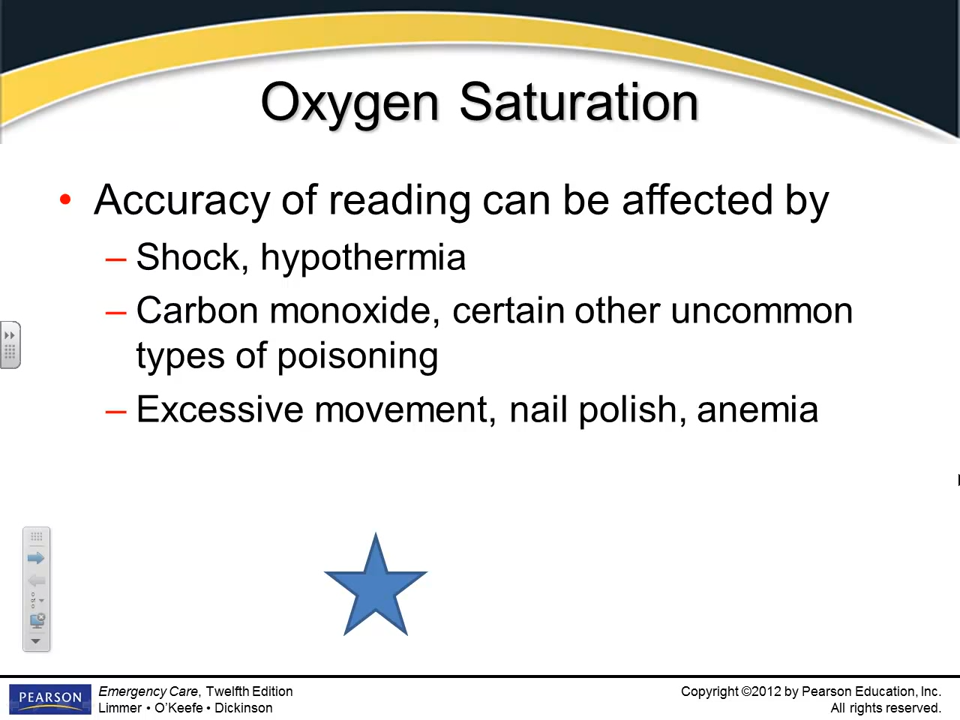 Oxygen Saturation
• Accuracy of reading can be affected by
– Shock, hypothermia
– Carbon monoxide, certain other uncommon
types of poisoning
– Excessive movement, nail polish, anemia
PEARSON
Emergency Care, Twelfth Edition
Limmer • O’Keefe • Dickinson
Copyright ©2012 by Pearson Education, Inc.
All rights reserved.